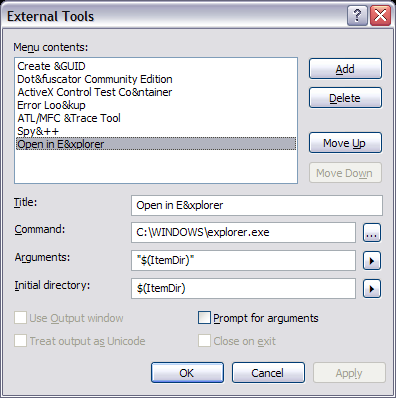 External Tools
Menu contents:
Create &GUID
Dot&fuscator Community Edition
ActiveX Control Test Co&ntainer
Error Loo&kup
ATL/MFC &Trace Tool
Spy&++
Open in E&xplorer
Add
Delete
Move Up
Move Down
Title:
Open in E&xplorer
Command:
C:\WINDOWS\explorer.exe
...
Arguments:
"$(ItemDir)"
Initial directory:
$(ItemDir)
Use Output window
Prompt for arguments
Treat output as Unicode
Close on exit
OK
Cancel
Apply